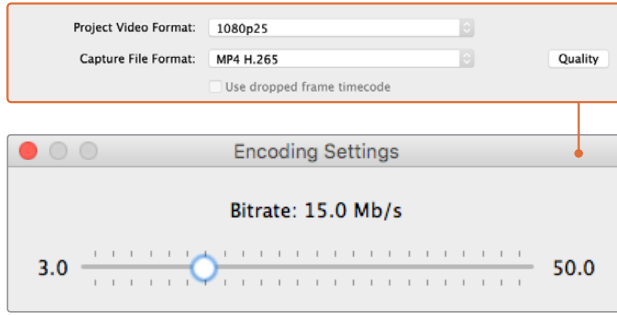 Project Video Format: 1080p25
Capture File Format: MP4 H.265 Quality
Use dropped frame timecode
Encoding Settings
Bitrate: 15.0 Mb/s
3.0 50.0